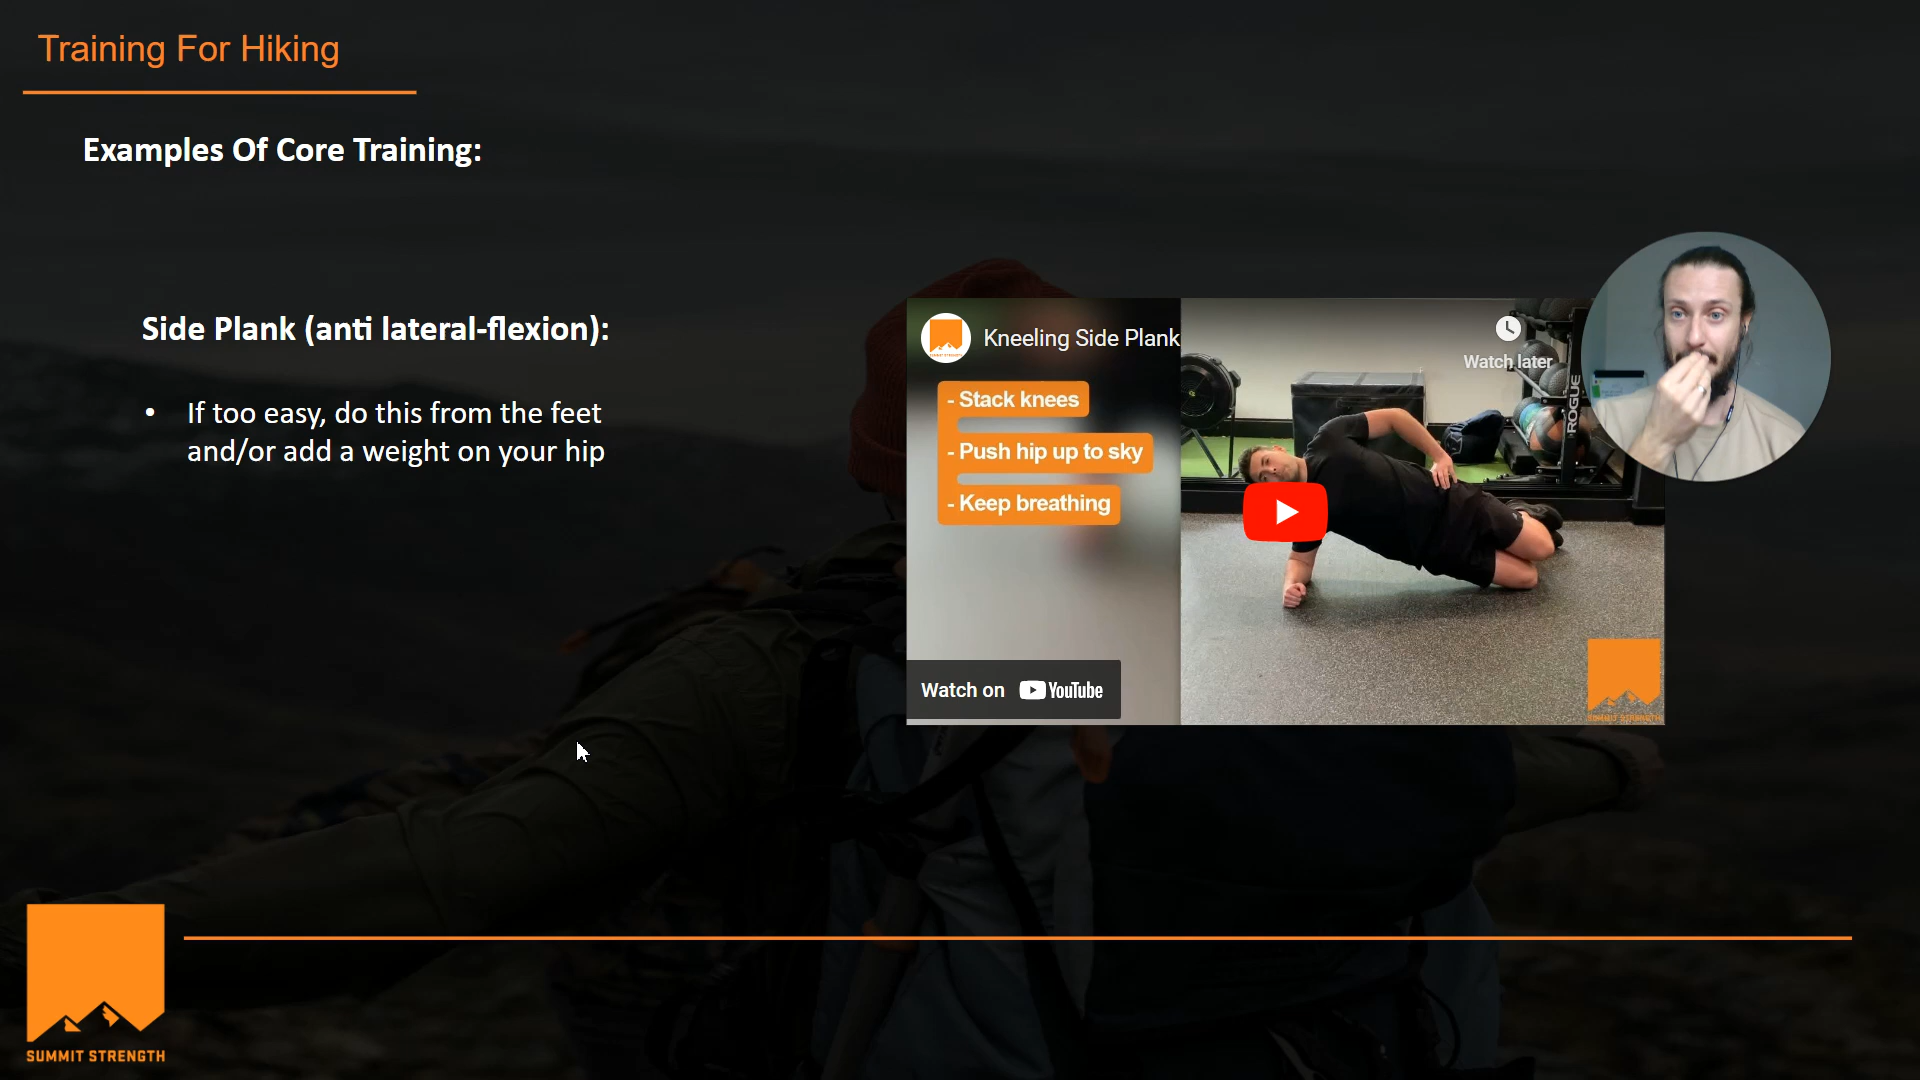 Training For Hiking
Examples Of Core Training:
Side Plank (anti lateral-flexion):
• If too easy, do this from the feet
and/or add a weight on your hip
Kneeling Side Plank
- Stack knees
- Push hip up to sky
- Keep breathing
Watch later
ROGUE
Watch on YouTube
SUMMIT STRENGTH
SUMMIT STRENGTH